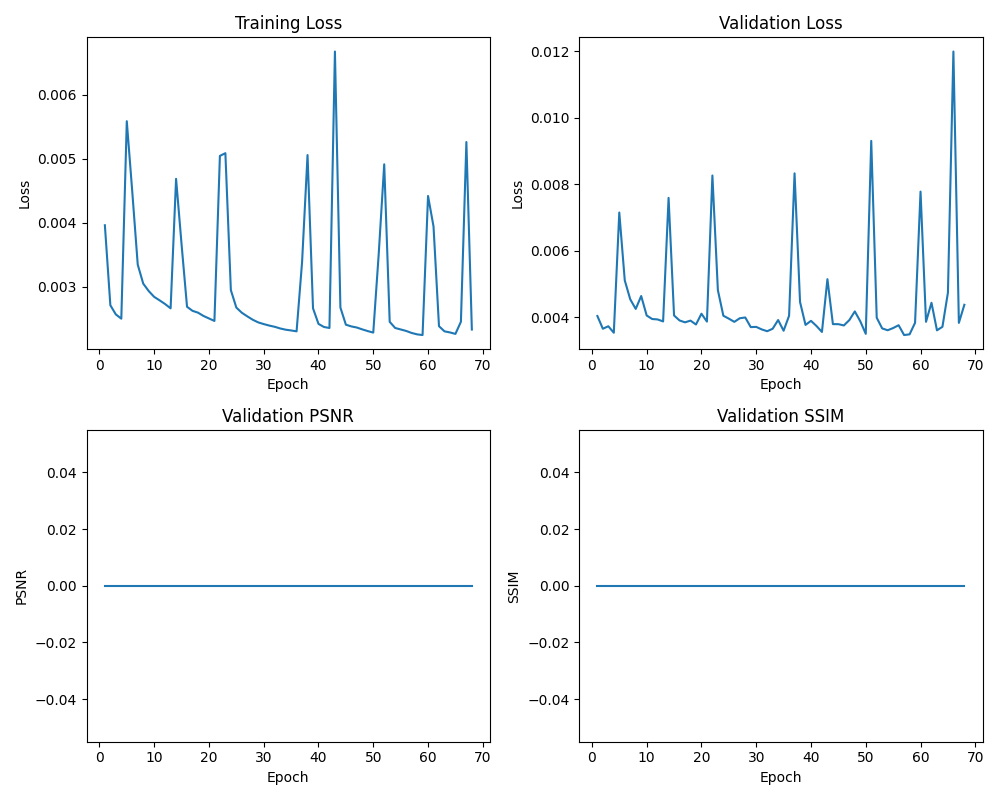 Training Loss
Loss
0.006
0.005
0.004
0.003
0 10 20 30 40 50 60 70
Epoch
Validation Loss
Loss
0.012
0.010
0.008
0.006
0.004
0 10 20 30 40 50 60 70
Epoch
Validation PSNR
PSNR
0.04
0.02
0.00
−0.02
−0.04
0 10 20 30 40 50 60 70
Epoch
Validation SSIM
SSIM
0.04
0.02
0.00
−0.02
−0.04
0 10 20 30 40 50 60 70
Epoch